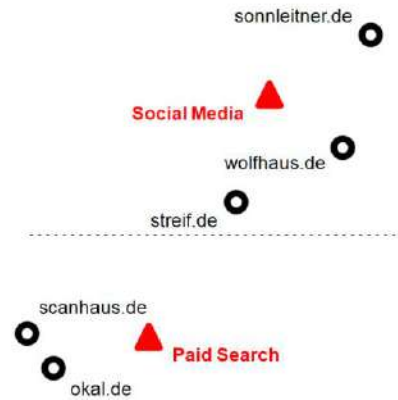 sonnleitner.de
Social Media
wolfhaus.de
streif.de
scanhaus.de
Paid Search
okal.de